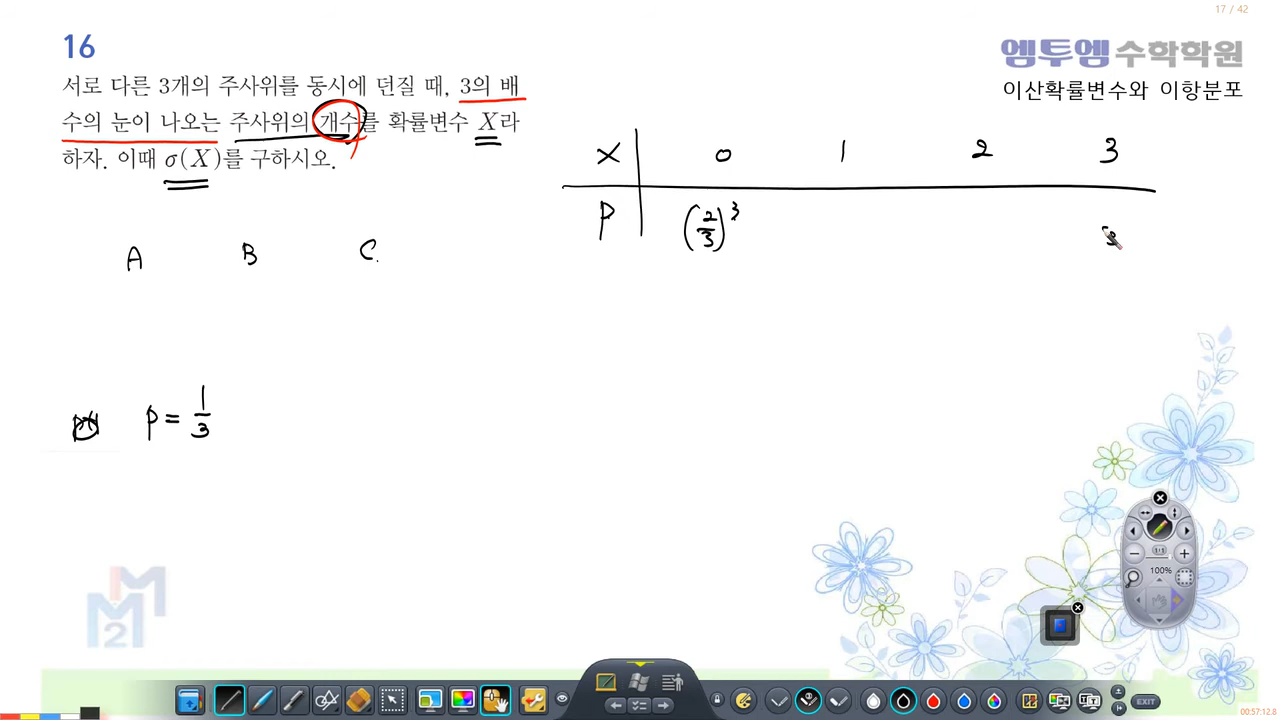 17 / 42
16
엠투엠수학학원
이산확률변수와 이항분포
서로 다른 3개의 주사위를 동시에 던질 때, 3의 배
수의 눈이 나오는 주사위의 개수를 확률변수 X라
하자. 이때 σ(X)를 구하시오.
X 0 1 2 3
P (2/3)³
A B C
P = 1/3
100%
1:1
M M 2
EXIT
00:57:12.8